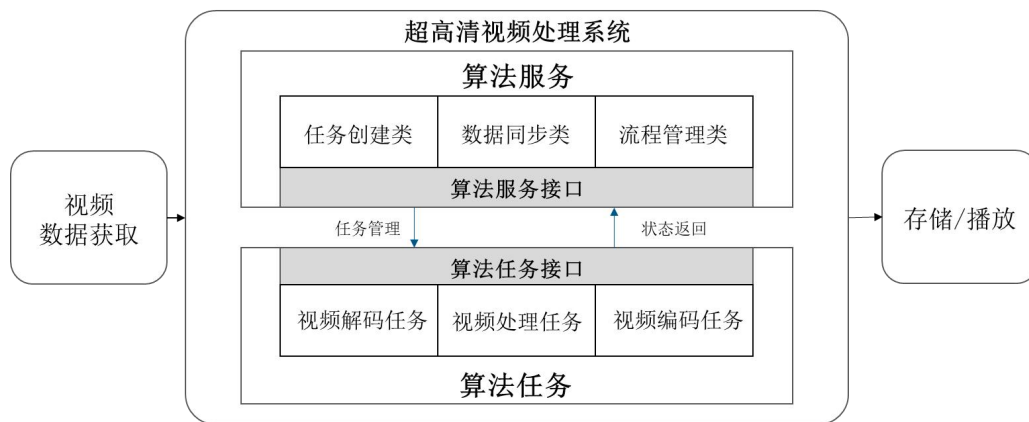 超高清视频处理系统
算法服务
任务创建类
数据同步类
流程管理类
算法服务接口
视频
数据获取
任务管理
状态返回
存储/播放
算法任务接口
视频解码任务
视频处理任务
视频编码任务
算法任务